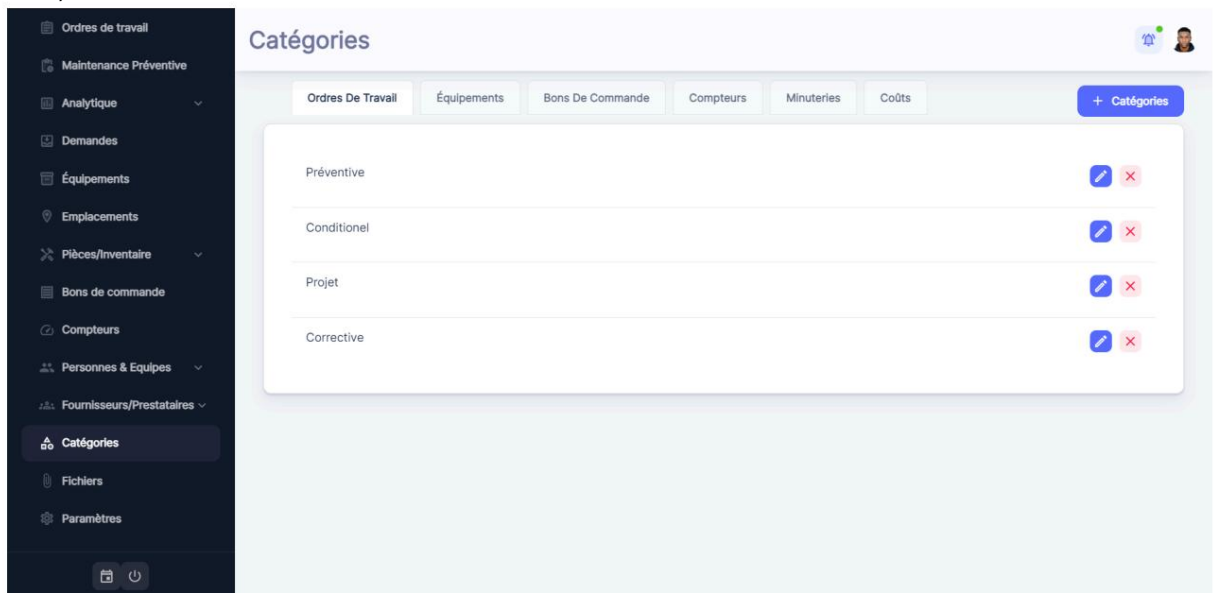 Ordres de travail
Maintenance Préventive
Analytique
Demandes
Équipements
Emplacements
Pièces/Inventaire
Bons de commande
Compteurs
Personnes & Equipes
Fournisseurs/Prestataires
Catégories
Fichiers
Paramètres
Catégories
Ordres De Travail Équipements Bons De Commande Compteurs Minuteries Coûts + Catégories
Préventive
Conditionel
Projet
Corrective